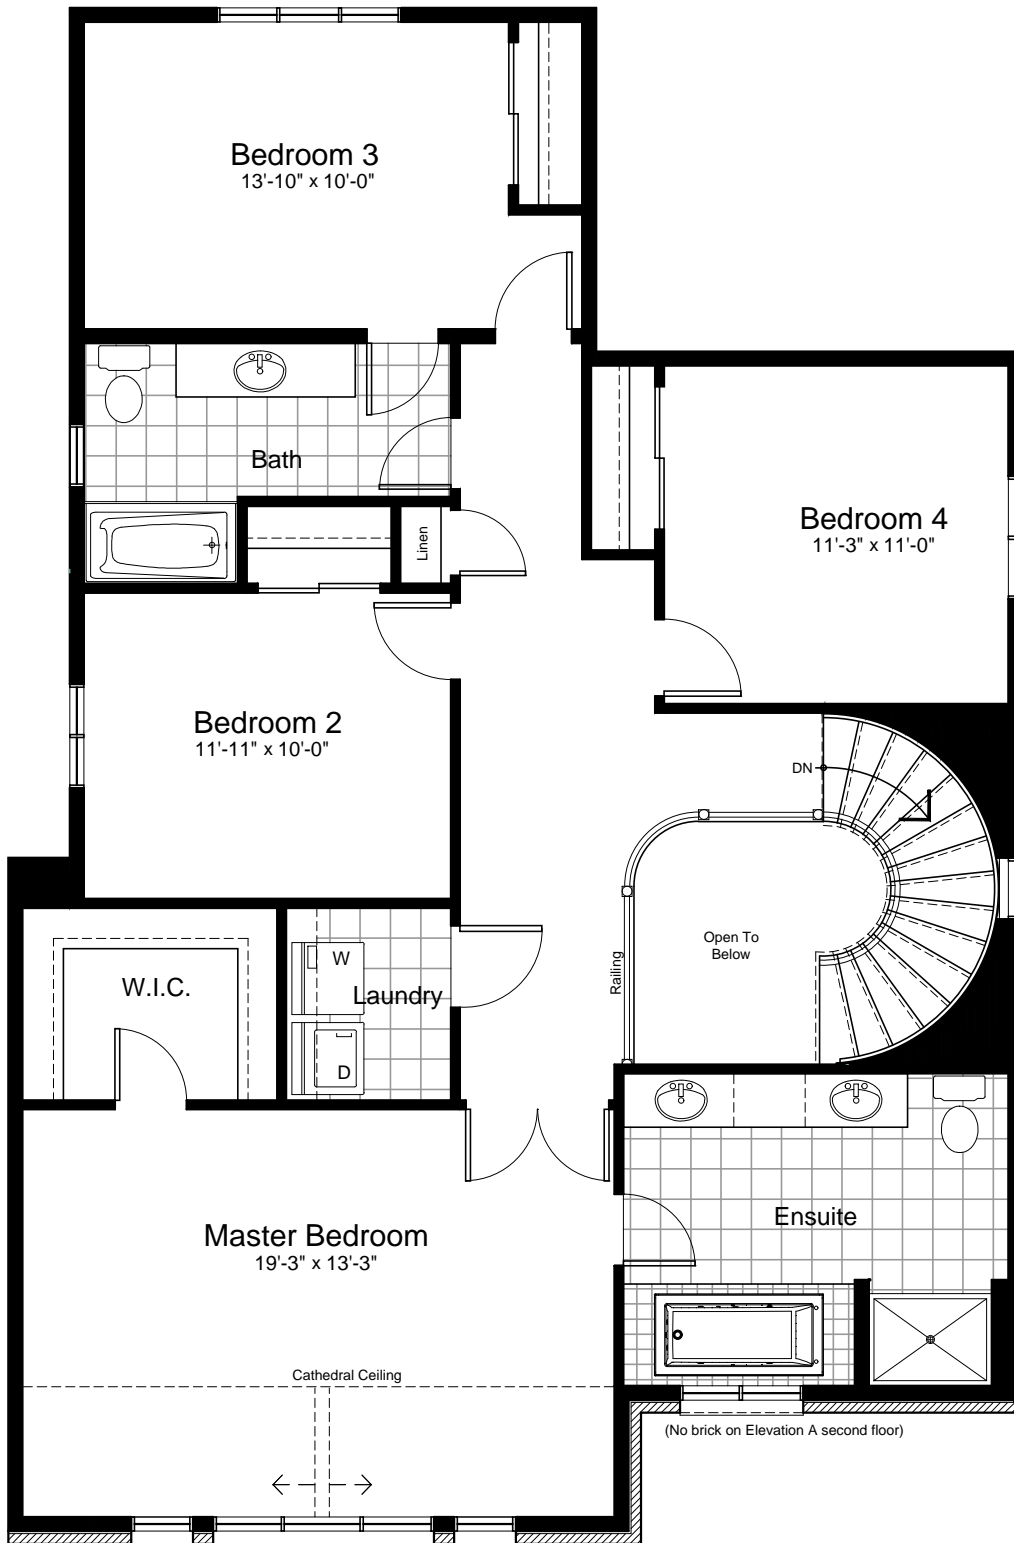 Bedroom 3
13'-10" x 10'-0"
Bath
Linen
Bedroom 4
11'-3" x 11'-0"
Bedroom 2
11'-11" x 10'-0"
DN
Open To
Below
Railing
W.I.C.
W
Laundry
D
Master Bedroom
19'-3" x 13'-3"
Ensuite
Cathedral Ceiling
(No brick on Elevation A second floor)